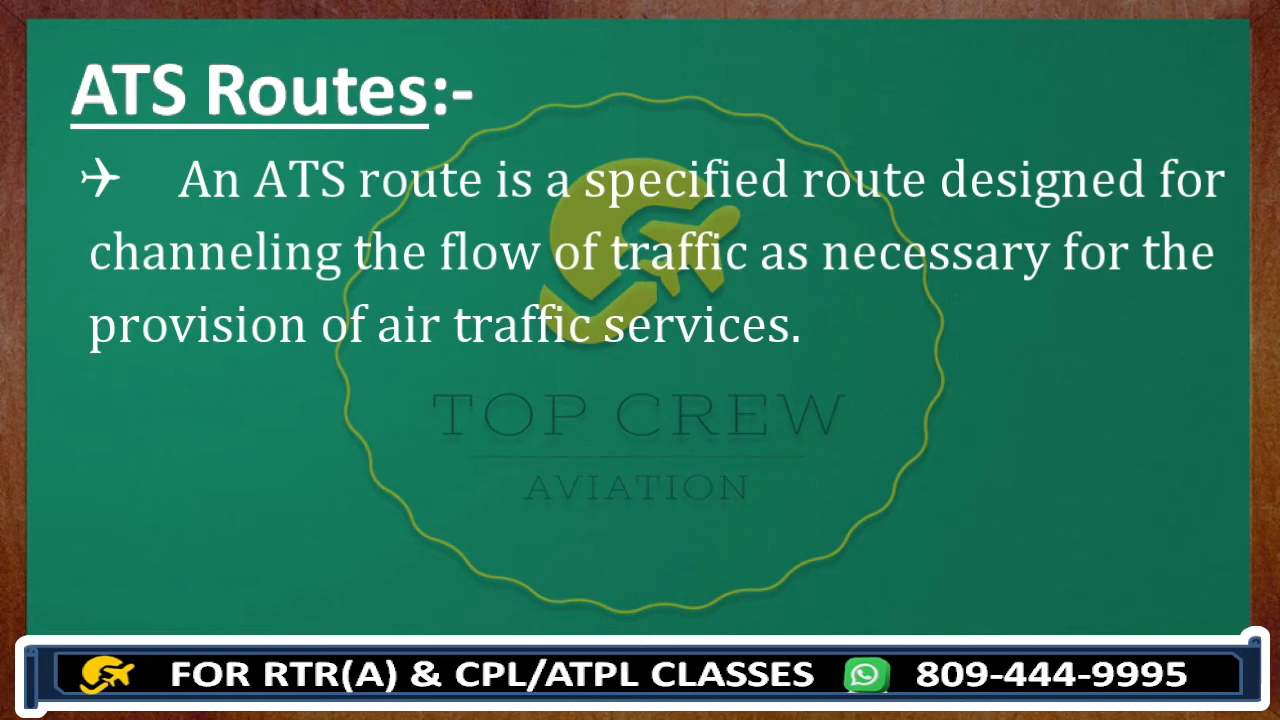 ATS Routes:-
✈ An ATS route is a specified route designed for
channeling the flow of traffic as necessary for the
provision of air traffic services.
TOP CREW
AVIATION
FOR RTR(A) & CPL/ATPL CLASSES 809-444-9995